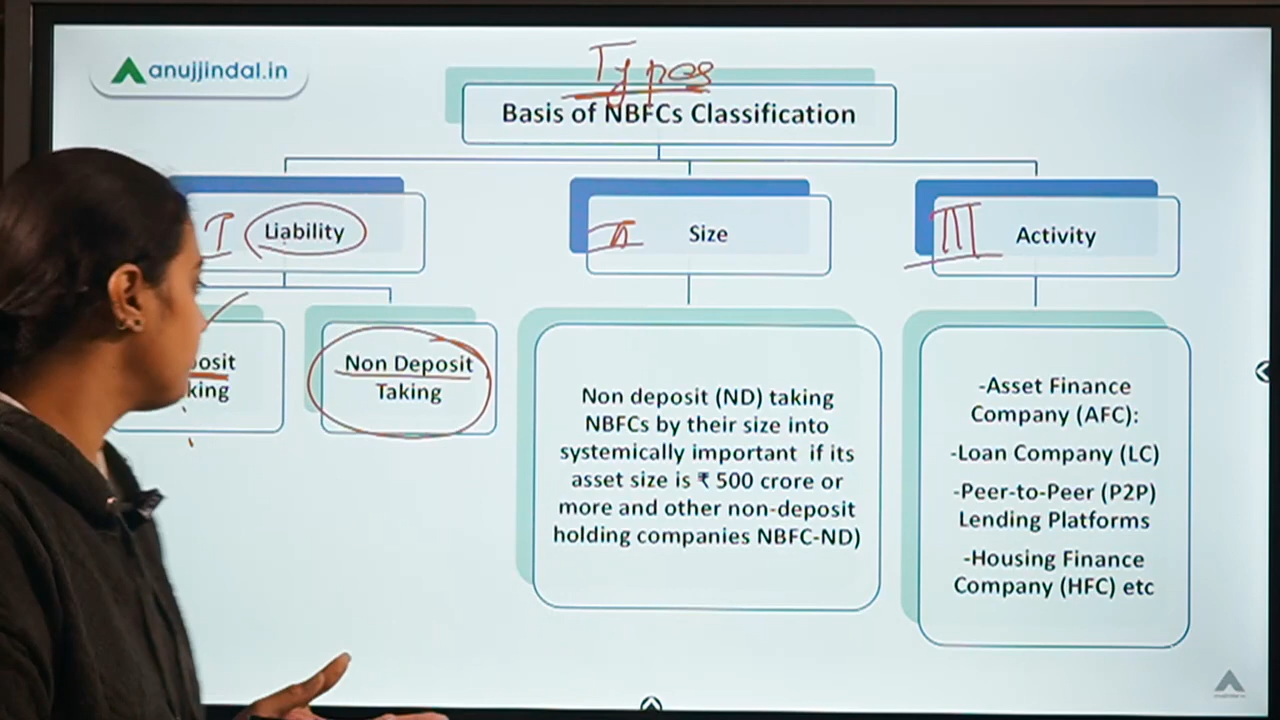 anujjindal.in
Types
Basis of NBFCs Classification
I
Liability
II
Size
III
Activity
Non Deposit
Taking
Non deposit (ND) taking
NBFCs by their size into
systemically important if its
asset size is ₹ 500 crore or
more and other non-deposit
holding companies NBFC-ND)
-Asset Finance
Company (AFC):
-Loan Company (LC)
-Peer-to-Peer (P2P)
Lending Platforms
-Housing Finance
Company (HFC) etc